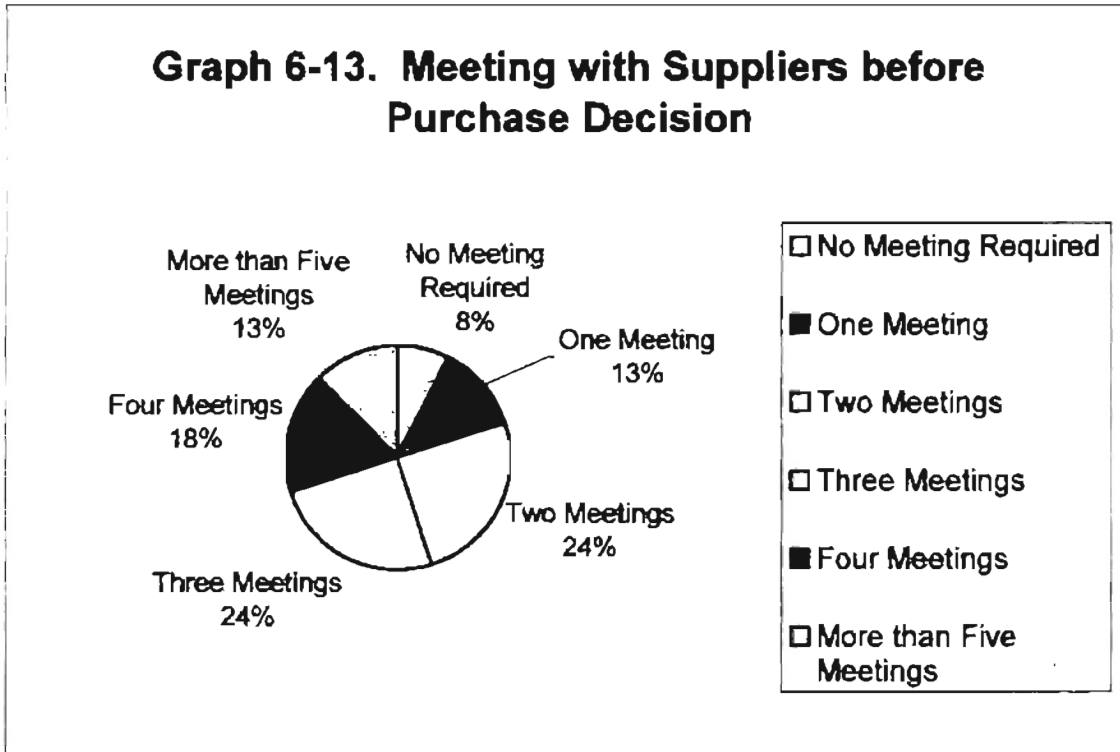 Graph 6-13. Meeting with Suppliers before
Purchase Decision
More than Five
Meetings
13%
No Meeting
Required
8%
One Meeting
13%
Four Meetings
18%
Two Meetings
24%
Three Meetings
24%
No Meeting Required
One Meeting
Two Meetings
Three Meetings
Four Meetings
More than Five
Meetings